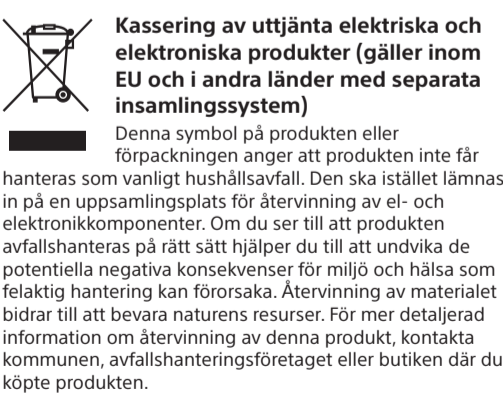 Kassering av uttjänta elektriska och
elektroniska produkter (gäller inom
EU och i andra länder med separata
insamlingssystem)
Denna symbol på produkten eller
förpackningen anger att produkten inte får
hanteras som vanligt hushållsavfall. Den ska istället lämnas
in på en uppsamlingsplats för återvinning av el- och
elektronikkomponenter. Om du ser till att produkten
avfallshanteras på rätt sätt hjälper du till att undvika de
potentiella negativa konsekvenser för miljö och hälsa som
felaktig hantering kan förorsaka. Återvinning av materialet
bidrar till att bevara naturens resurser. För mer detaljerad
information om återvinning av denna produkt, kontakta
kommunen, avfallshanteringsföretaget eller butiken där du
köpte produkten.